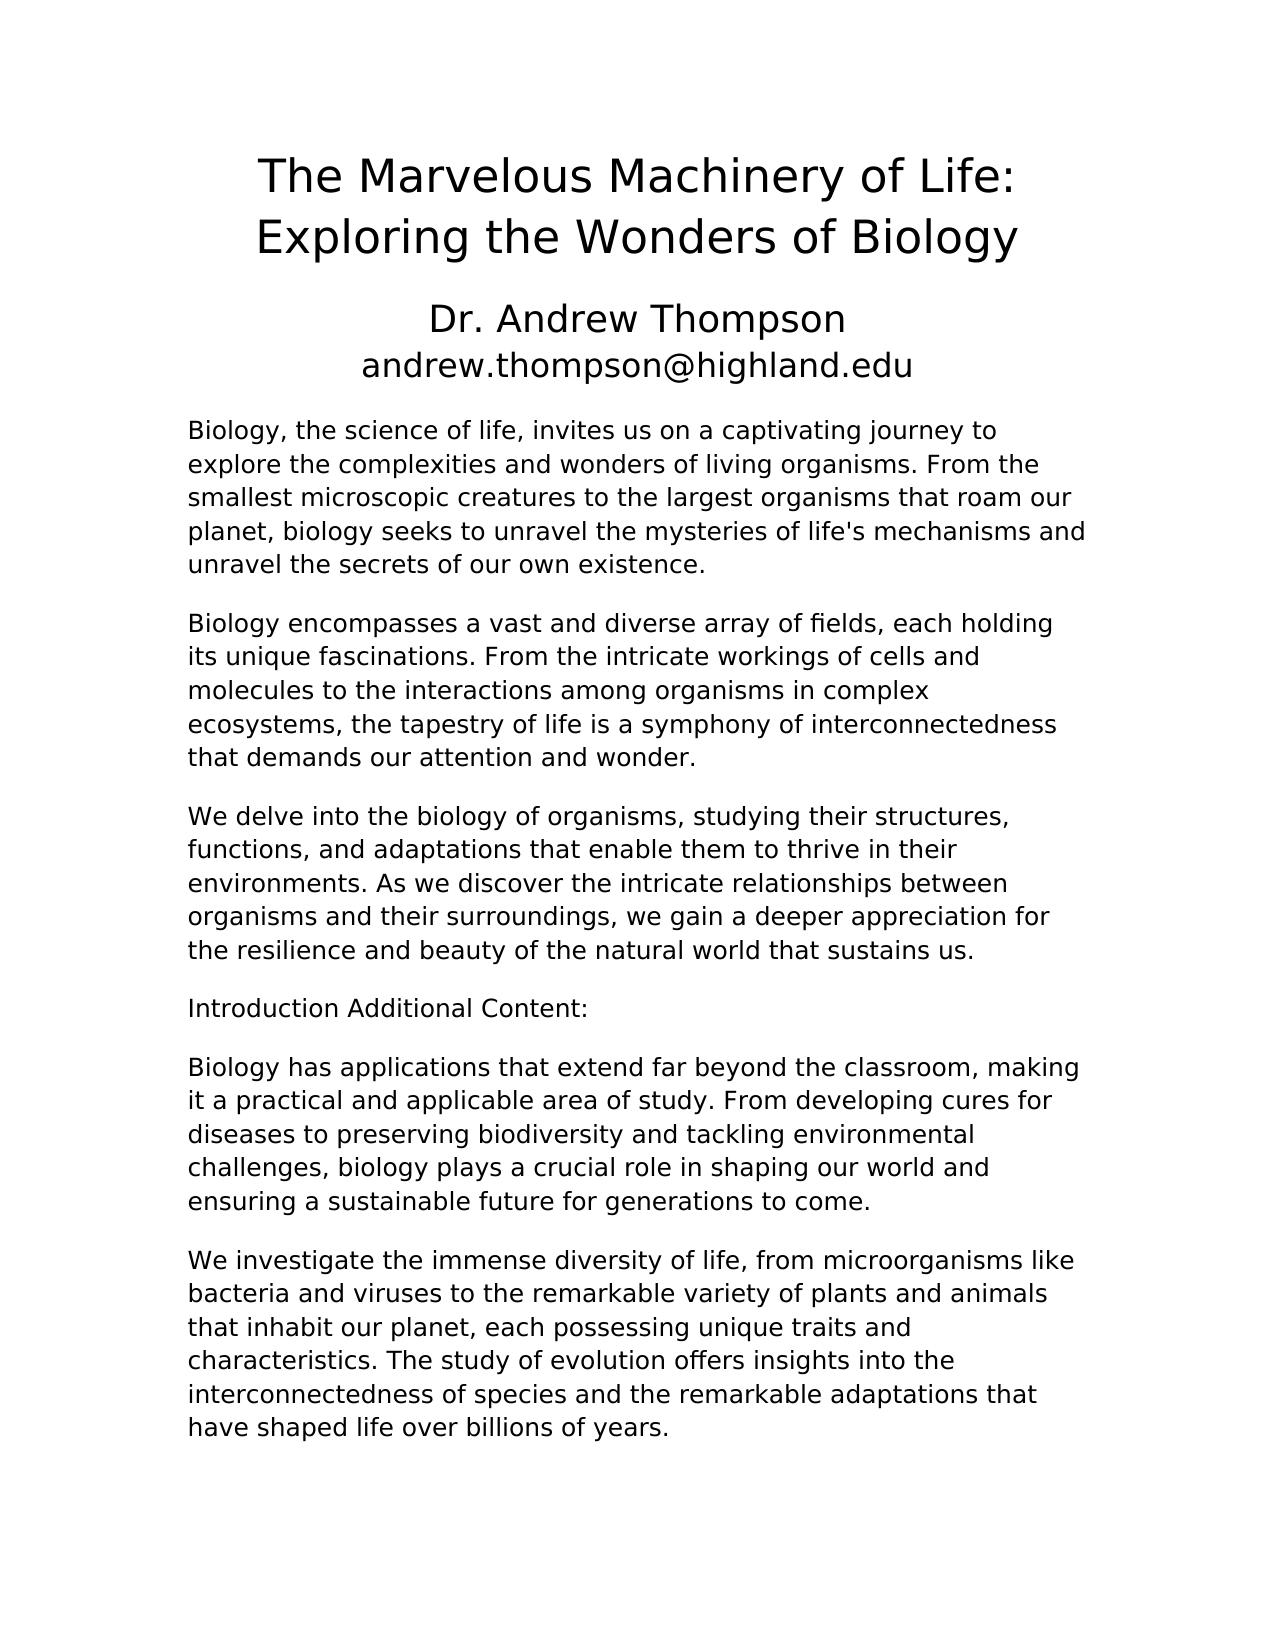 The Marvelous Machinery of Life:
Exploring the Wonders of Biology
Dr. Andrew Thompson
andrew.thompson@highland.edu
Biology, the science of life, invites us on a captivating journey to
explore the complexities and wonders of living organisms. From the
smallest microscopic creatures to the largest organisms that roam our
planet, biology seeks to unravel the mysteries of life's mechanisms and
unravel the secrets of our own existence.
Biology encompasses a vast and diverse array of fields, each holding
its unique fascinations. From the intricate workings of cells and
molecules to the interactions among organisms in complex
ecosystems, the tapestry of life is a symphony of interconnectedness
that demands our attention and wonder.
We delve into the biology of organisms, studying their structures,
functions, and adaptations that enable them to thrive in their
environments. As we discover the intricate relationships between
organisms and their surroundings, we gain a deeper appreciation for
the resilience and beauty of the natural world that sustains us.
Introduction Additional Content:
Biology has applications that extend far beyond the classroom, making
it a practical and applicable area of study. From developing cures for
diseases to preserving biodiversity and tackling environmental
challenges, biology plays a crucial role in shaping our world and
ensuring a sustainable future for generations to come.
We investigate the immense diversity of life, from microorganisms like
bacteria and viruses to the remarkable variety of plants and animals
that inhabit our planet, each possessing unique traits and
characteristics. The study of evolution offers insights into the
interconnectedness of species and the remarkable adaptations that
have shaped life over billions of years.